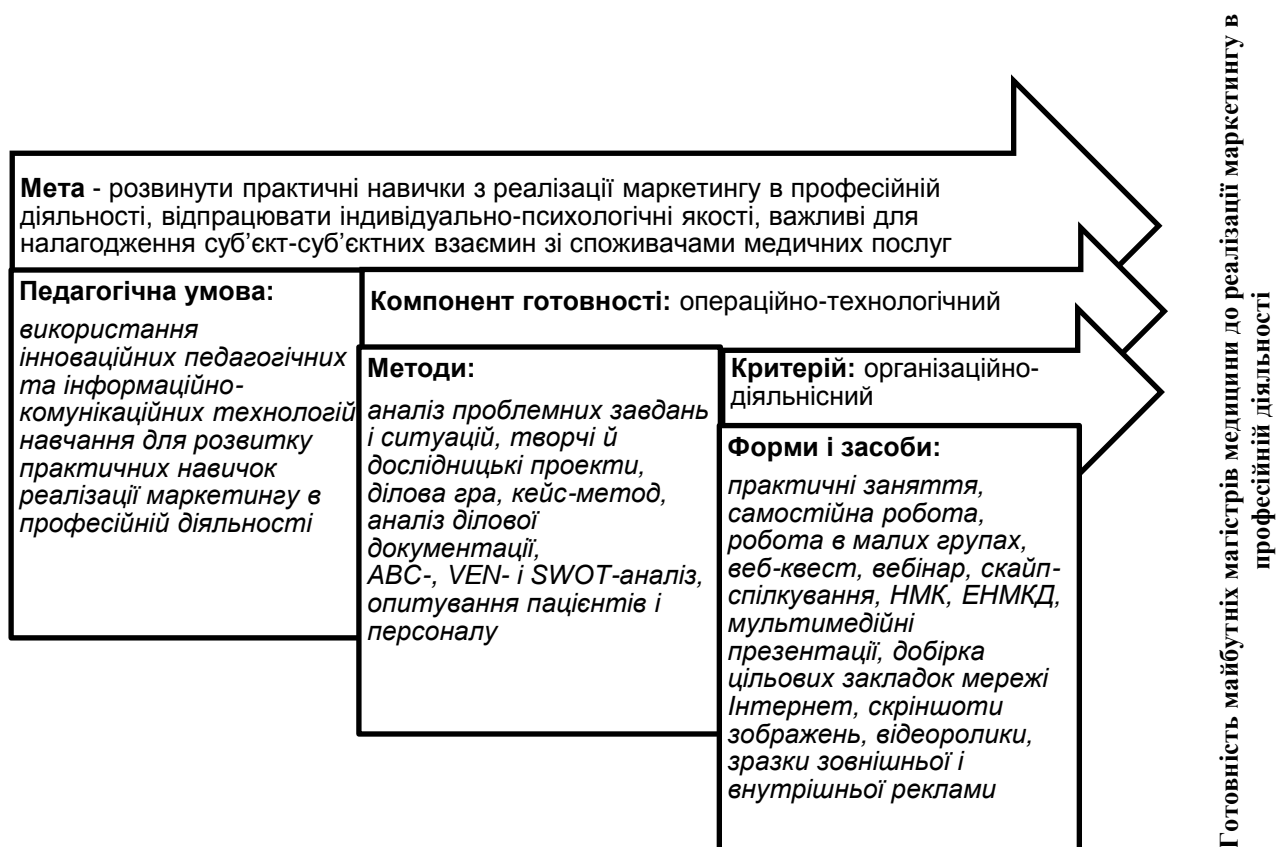 Мета - розвинути практичні навички з реалізації маркетингу в професійній
діяльності, відпрацювати індивідуально-психологічні якості, важливі для
налагодження суб’єкт-суб’єктних взаємин зі споживачами медичних послуг
Педагогічна умова:
використання
інноваційних педагогічних
та інформаційно-
комунікаційних технологій
навчання для розвитку
практичних навичок
реалізації маркетингу в
професійній діяльності
Компонент готовності: операційно-технологічний
Методи:
аналіз проблемних завдань
і ситуацій, творчі й
дослідницькі проекти,
ділова гра, кейс-метод,
аналіз ділової
документації,
АВС-, VEN- і SWOT-аналіз,
опитування пацієнтів і
персоналу
Критерій: організаційно-
діяльнісний
Форми і засоби:
практичні заняття,
самостійна робота,
робота в малих групах,
веб-квест, вебінар, скайп-
спілкування, НМК, ЕНМКД,
мультимедійні
презентації, добірка
цільових закладок мережі
Інтернет, скріншоти
зображень, відеоролики,
зразки зовнішньої і
внутрішньої реклами
Готовність майбутніх магістрів медицини до реалізації маркетингу в
професійній діяльності